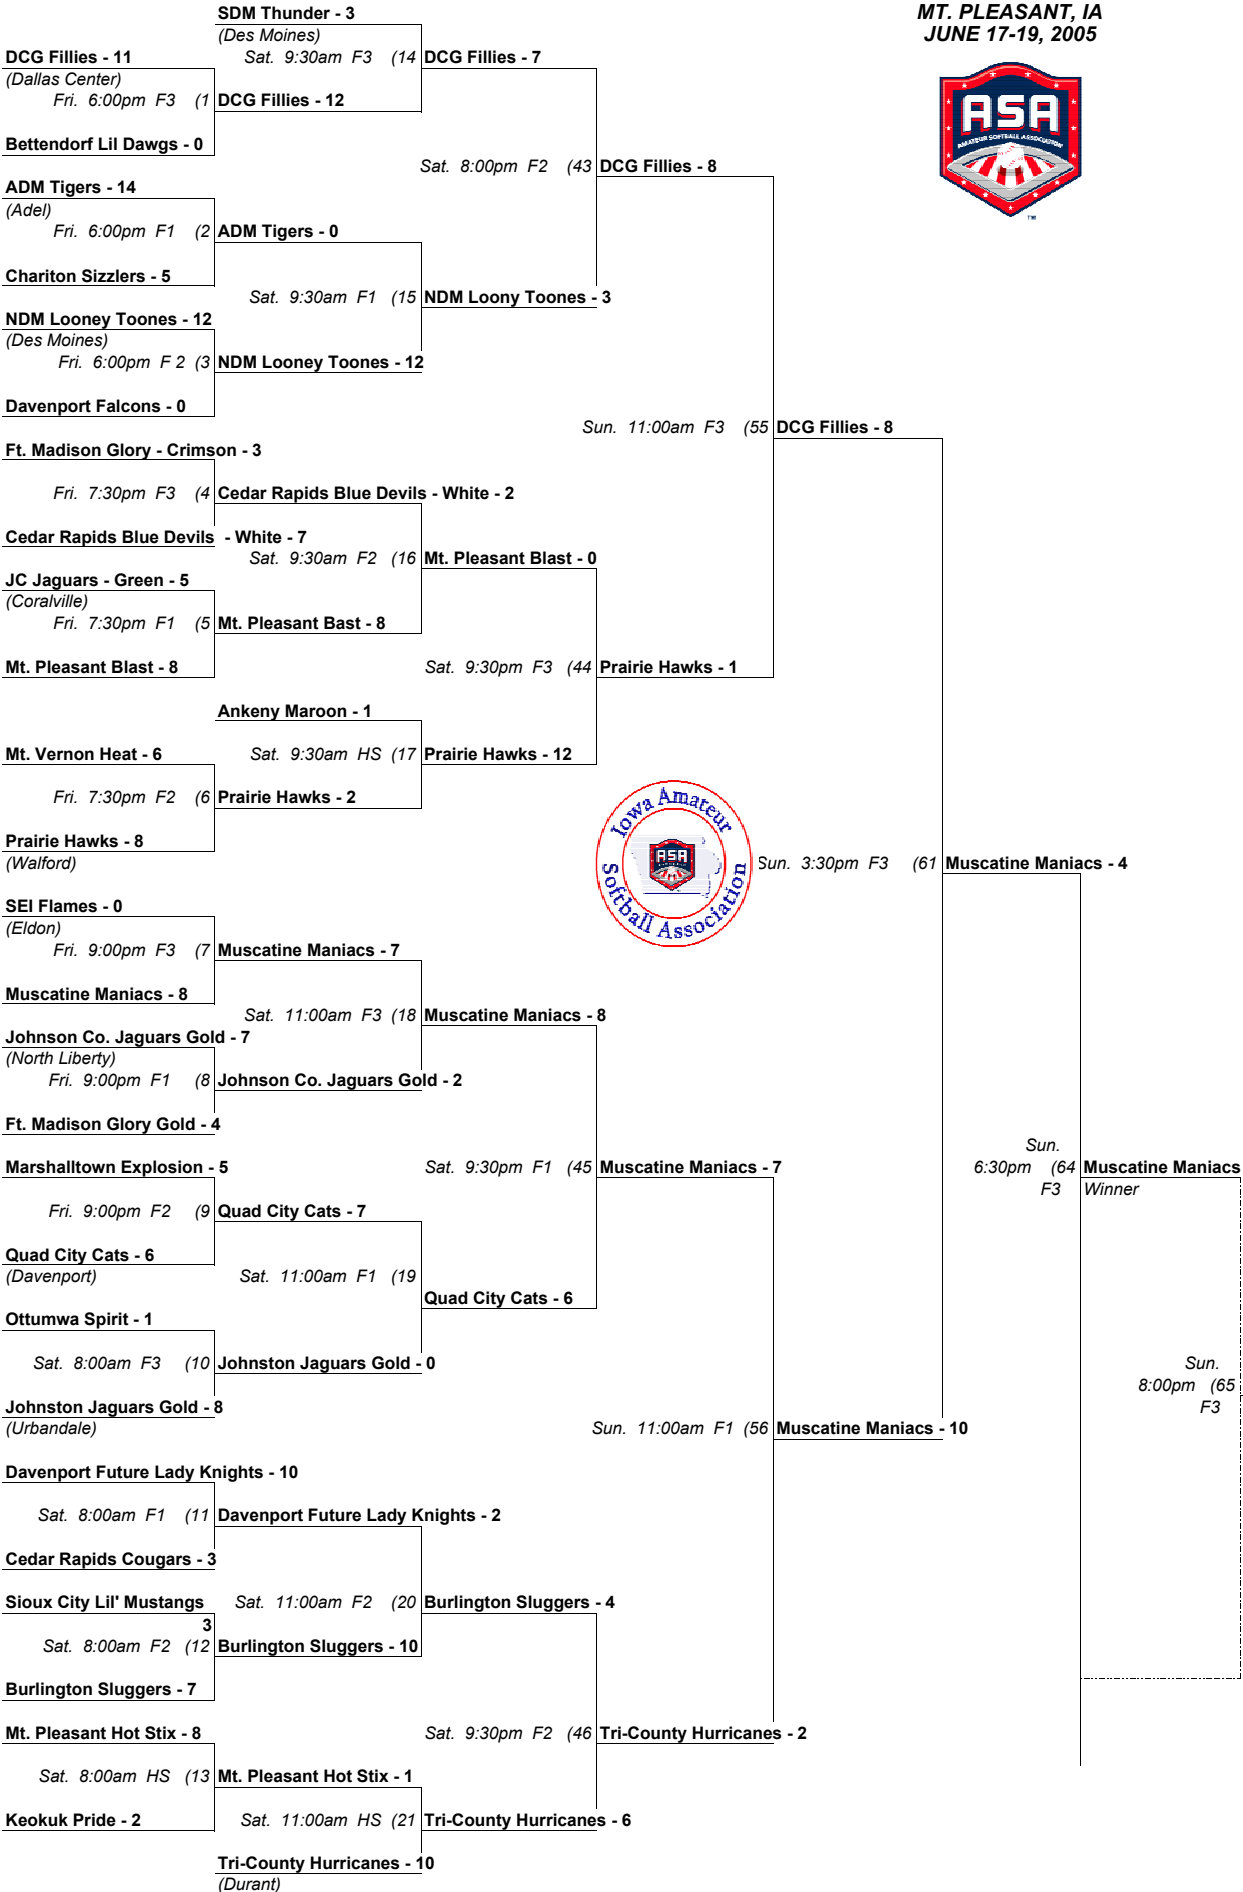 SDM Thunder - 3
MT. PLEASANT, IA
JUNE 17-19, 2005
(Des Moines)
DCG Fillies - 11
Sat. 9:30am F3 (14
DCG Fillies - 7
(Dallas Center)
Fri. 6:00pm F3 (1
DCG Fillies - 12
ASA
AMATEUR SOFTBALL ASSOCIATION
TM
Bettendorf Lil Dawgs - 0
Sat. 8:00pm F2 (43
DCG Fillies - 8
ADM Tigers - 14
(Adel)
Fri. 6:00pm F1 (2
ADM Tigers - 0
Chariton Sizzlers - 5
Sat. 9:30am F1 (15
NDM Loony Toones - 3
NDM Looney Toones - 12
(Des Moines)
Fri. 6:00pm F 2 (3
NDM Looney Toones - 12
Davenport Falcons - 0
Sun. 11:00am F3 (55
DCG Fillies - 8
Ft. Madison Glory - Crimson - 3
Fri. 7:30pm F3 (4
Cedar Rapids Blue Devils - White - 2
Cedar Rapids Blue Devils - White - 7
Sat. 9:30am F2 (16
Mt. Pleasant Blast - 0
JC Jaguars - Green - 5
(Coralville)
Fri. 7:30pm F1 (5
Mt. Pleasant Bast - 8
Mt. Pleasant Blast - 8
Sat. 9:30pm F3 (44
Prairie Hawks - 1
Ankeny Maroon - 1
Mt. Vernon Heat - 6
Sat. 9:30am HS (17
Prairie Hawks - 12
Fri. 7:30pm F2 (6
Prairie Hawks - 2
Iowa Amateur
ASA
Softball Association
Prairie Hawks - 8
(Walford)
Sun. 3:30pm F3 (61
Muscatine Maniacs - 4
SEI Flames - 0
(Eldon)
Fri. 9:00pm F3 (7
Muscatine Maniacs - 7
Muscatine Maniacs - 8
Sat. 11:00am F3 (18
Muscatine Maniacs - 8
Johnson Co. Jaguars Gold - 7
(North Liberty)
Fri. 9:00pm F1 (8
Johnson Co. Jaguars Gold - 2
Ft. Madison Glory Gold - 4
Marshalltown Explosion - 5
Sat. 9:30pm F1 (45
Muscatine Maniacs - 7
Sun.
6:30pm (64
F3
Muscatine Maniacs
Winner
Fri. 9:00pm F2 (9
Quad City Cats - 7
Quad City Cats - 6
(Davenport)
Sat. 11:00am F1 (19
Quad City Cats - 6
Ottumwa Spirit - 1
Sat. 8:00am F3 (10
Johnston Jaguars Gold - 0
Sun.
8:00pm (65
F3
Johnston Jaguars Gold - 8
(Urbandale)
Sun. 11:00am F1 (56
Muscatine Maniacs - 10
Davenport Future Lady Knights - 10
Sat. 8:00am F1 (11
Davenport Future Lady Knights - 2
Cedar Rapids Cougars - 3
Sioux City Lil' Mustangs
3
Sat. 11:00am F2 (20
Burlington Sluggers - 4
Sat. 8:00am F2 (12
Burlington Sluggers - 10
Burlington Sluggers - 7
Mt. Pleasant Hot Stix - 8
Sat. 9:30pm F2 (46
Tri-County Hurricanes - 2
Sat. 8:00am HS (13
Mt. Pleasant Hot Stix - 1
Keokuk Pride - 2
Sat. 11:00am HS (21
Tri-County Hurricanes - 6
Tri-County Hurricanes - 10
(Durant)